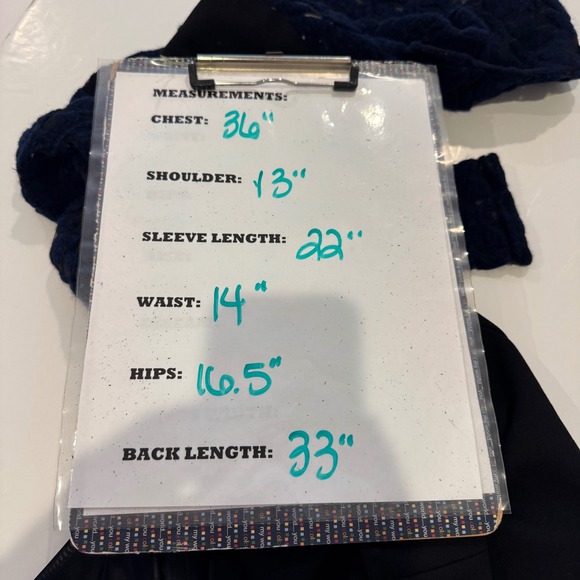 MEASUREMENTS:
CHEST: 36"
SHOULDER: 13"
SLEEVE LENGTH: 22"
WAIST: 14"
HIPS: 16.5"
BACK LENGTH: 33"